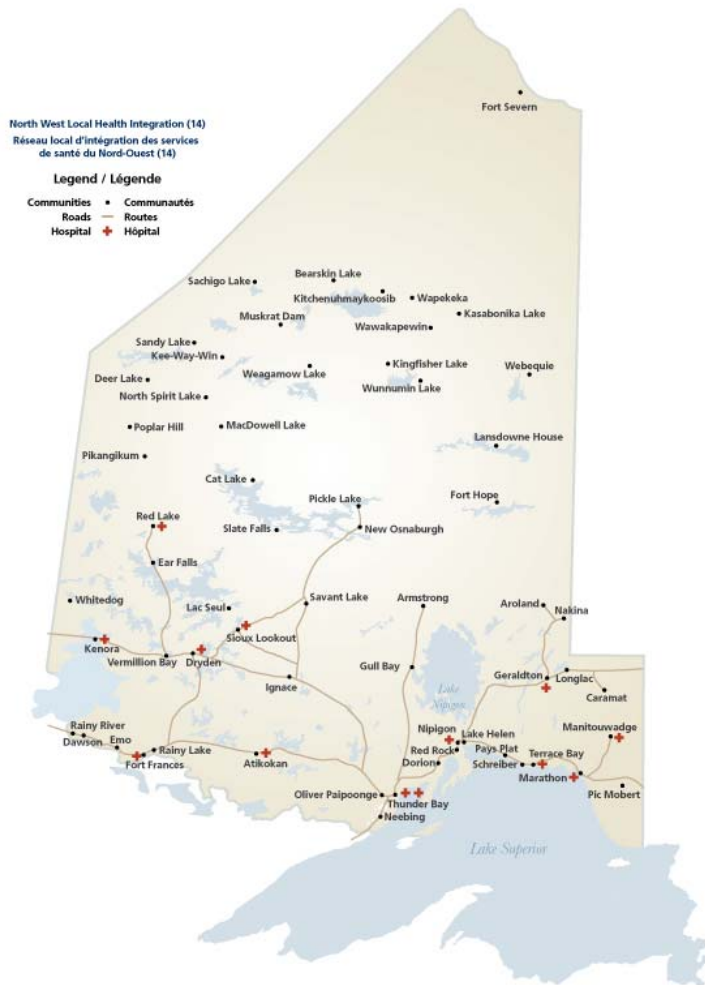 Fort Severn
North West Local Health Integration (14)
Réseau local d'intégration des services
de santé du Nord-Ouest (14)
Legend / Légende
Communities • Communautés
Roads — Routes
Hospital + Hôpital
Bearskin Lake
Sachigo Lake
Kitchenuhmaykoosib
Wapekeka
Kasabonika Lake
Muskrat Dam
Wawakapewin
Sandy Lake
Kee-Way-Win
Weagamow Lake
Kingfisher Lake
Webequie
Deer Lake
Wunnumin Lake
North Spirit Lake
Poplar Hill
MacDowell Lake
Lansdowne House
Pikangikum
Cat Lake
Pickle Lake
Fort Hope
Red Lake
Slate Falls
New Osnaburgh
Ear Falls
Whitedog
Lac Seul
Savant Lake
Armstrong
Aroland
Nakina
Sioux Lookout
Kenora
Vermillion Bay
Dryden
Gull Bay
Ignace
Geraldton
Longlac
Lake
Nipigon
Caramat
Rainy River
Dawson
Emo
Rainy Lake
Fort Frances
Atikokan
Nipigon
Lake Helen
Manitouwadge
Red Rock
Pays Plat
Terrace Bay
Dorion
Schreiber
Marathon
Oliver Paipoonge
Thunder Bay
Pic Mobert
Neebing
Lake Superior